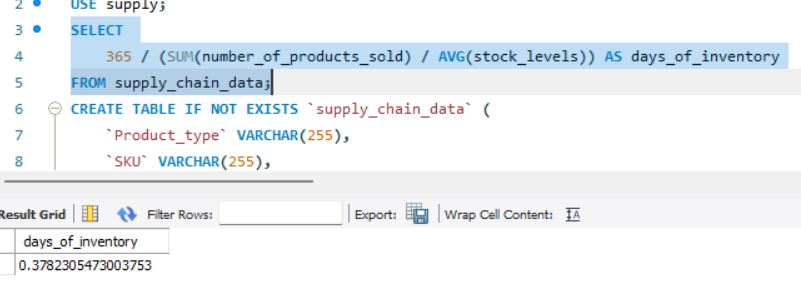 2 USE supply;
3 SELECT
4 365 / (SUM(number_of_products_sold) / AVG(stock_levels)) AS days_of_inventory
5 FROM supply_chain_data;
6 CREATE TABLE IF NOT EXISTS `supply_chain_data` (
7 `Product_type` VARCHAR(255),
8 `SKU` VARCHAR(255),
Result Grid Filter Rows: Export: Wrap Cell Content: IA
days_of_inventory
0.3782305473003753